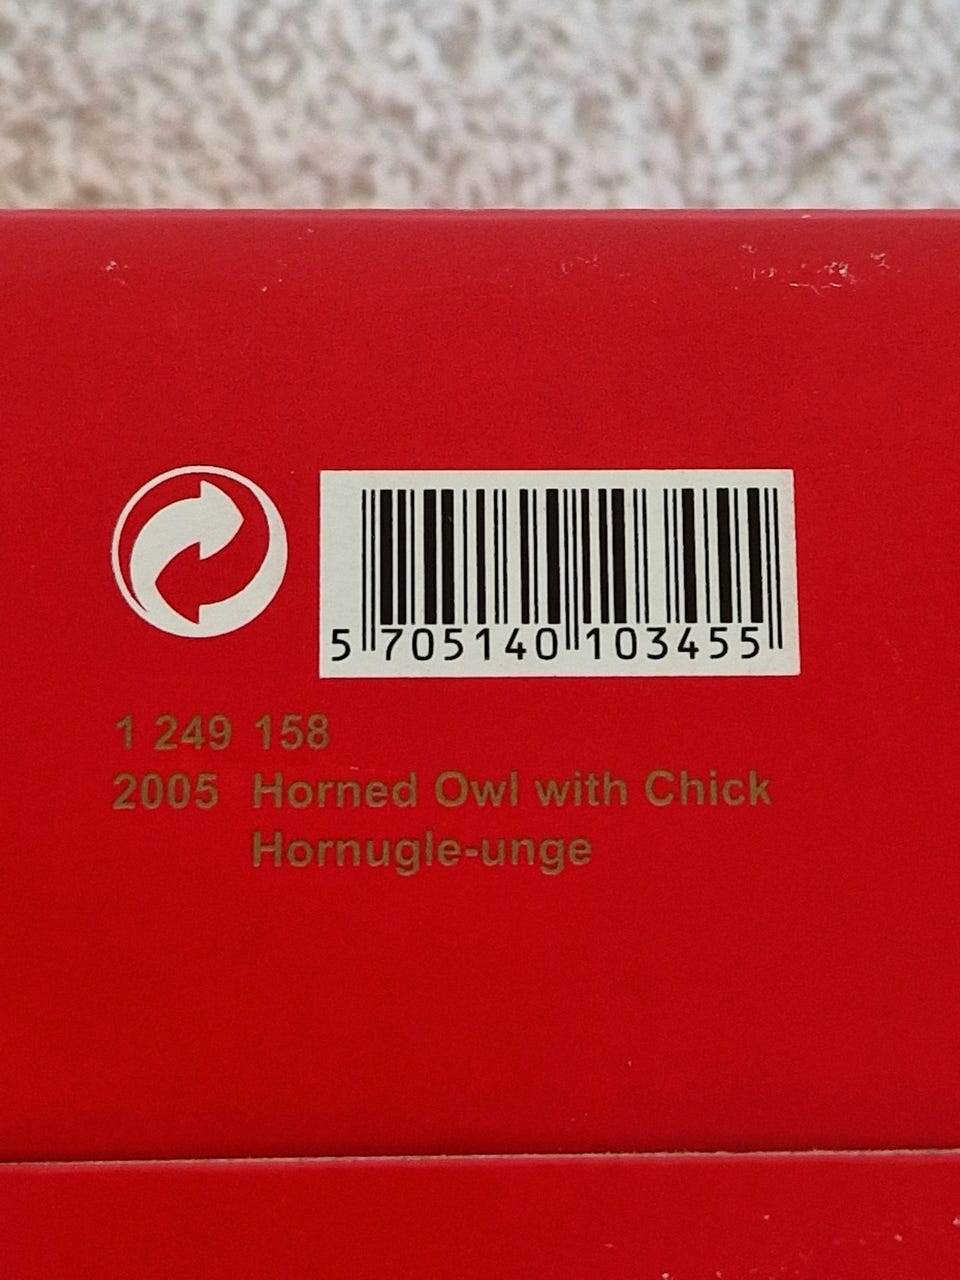 5 705140 103455
1 249 158
2005 Horned Owl with Chick
Hornugle-unge